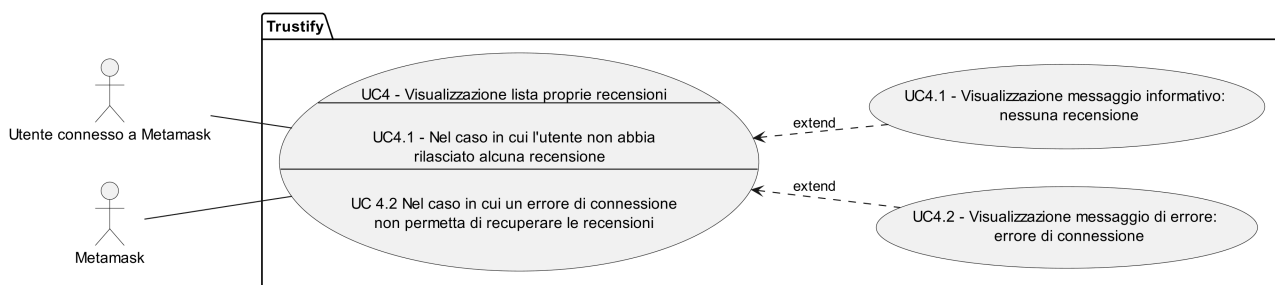 Trustify
UC4 - Visualizzazione lista proprie recensioni
UC4.1 - Nel caso in cui l'utente non abbia
rilasciato alcuna recensione
UC 4.2 Nel caso in cui un errore di connessione
non permetta di recuperare le recensioni
Utente connesso a Metamask
Metamask
extend
UC4.1 - Visualizzazione messaggio informativo:
nessuna recensione
extend
UC4.2 - Visualizzazione messaggio di errore:
errore di connessione